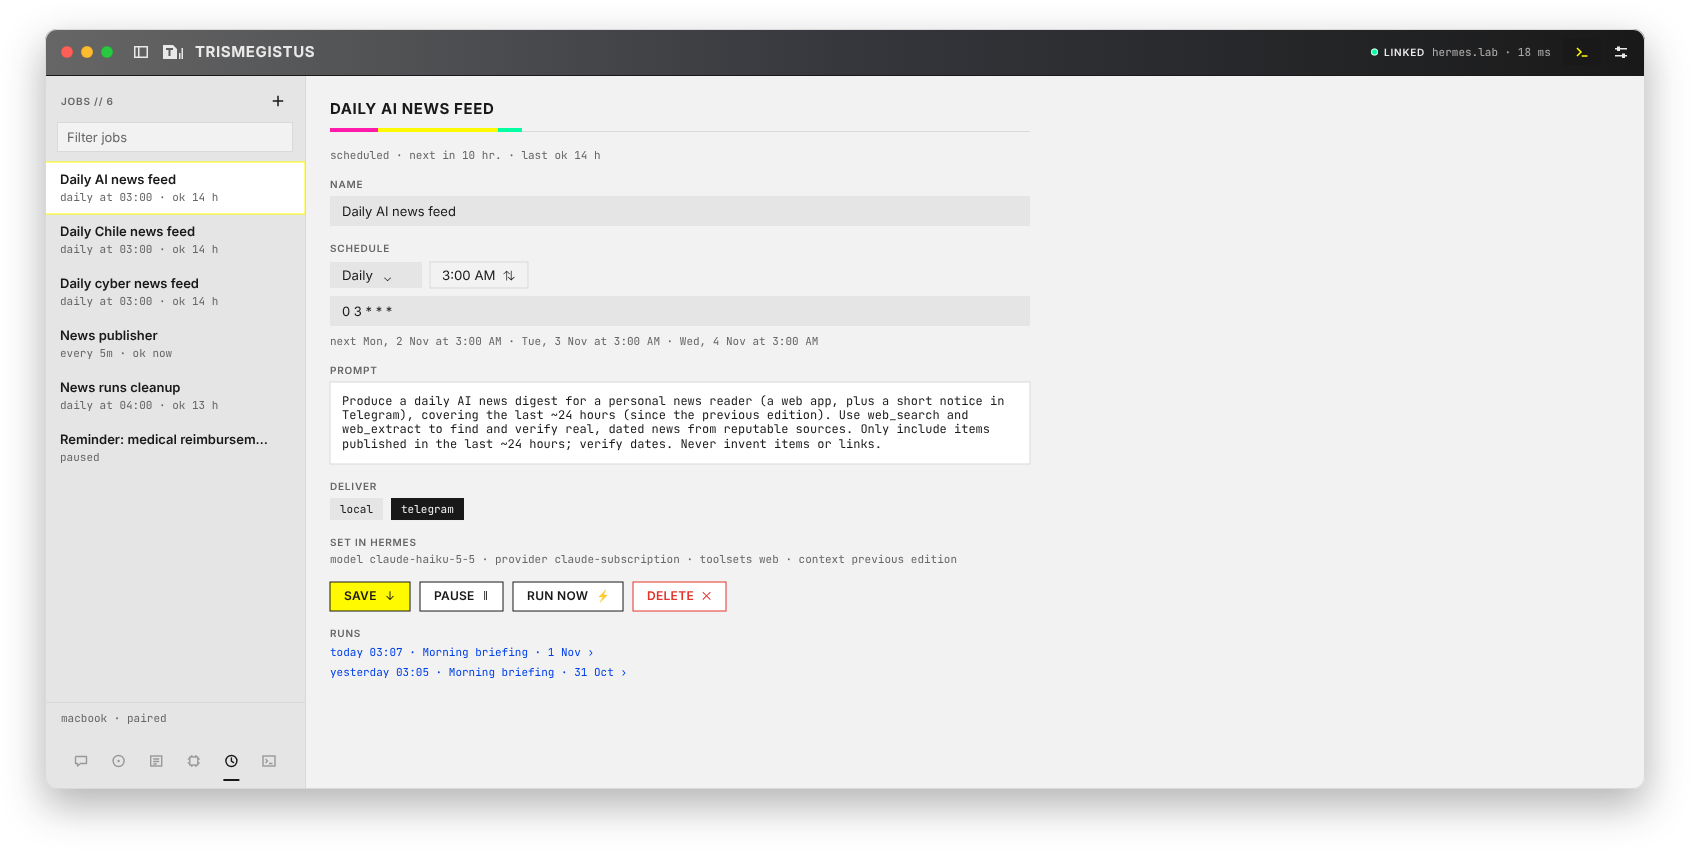 TRISMEGISTUS
LINKED hermes.lab · 18 ms
JOBS // 6
Filter jobs
Daily AI news feed
daily at 03:00 · ok 14 h
Daily Chile news feed
daily at 03:00 · ok 14 h
Daily cyber news feed
daily at 03:00 · ok 14 h
News publisher
every 5m · ok now
News runs cleanup
daily at 04:00 · ok 13 h
Reminder: medical reimbursem...
paused
macbook · paired
DAILY AI NEWS FEED
scheduled · next in 10 hr. · last ok 14 h
NAME
Daily AI news feed
SCHEDULE
Daily 3:00 AM
0 3 * * *
next Mon, 2 Nov at 3:00 AM · Tue, 3 Nov at 3:00 AM · Wed, 4 Nov at 3:00 AM
PROMPT
Produce a daily AI news digest for a personal news reader (a web app, plus a short notice in
Telegram), covering the last ~24 hours (since the previous edition). Use web_search and
web_extract to find and verify real, dated news from reputable sources. Only include items
published in the last ~24 hours; verify dates. Never invent items or links.
DELIVER
local telegram
SET IN HERMES
model claude-haiku-5-5 · provider claude-subscription · toolsets web · context previous edition
SAVE ↓ PAUSE RUN NOW ⚡ DELETE ×
RUNS
today 03:07 · Morning briefing · 1 Nov ›
yesterday 03:05 · Morning briefing · 31 Oct ›